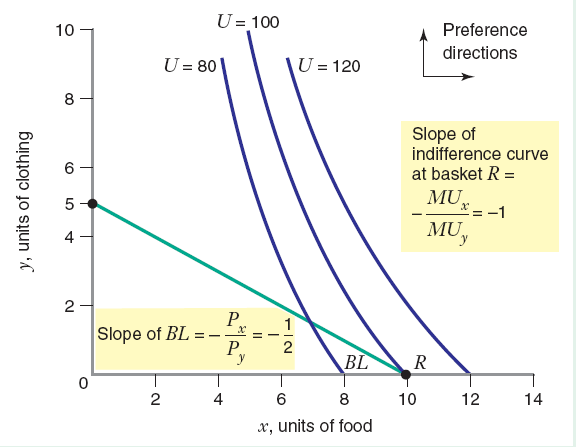 U = 100
U = 80
U = 120
Preference
directions
Slope of
indifference curve
at basket R =
- MUx / MUy = -1
y, units of clothing
10
8
6
5
4
2
0
Slope of BL = - Px / Py = - 1 / 2
BL
R
2
4
6
8
10
12
14
x, units of food